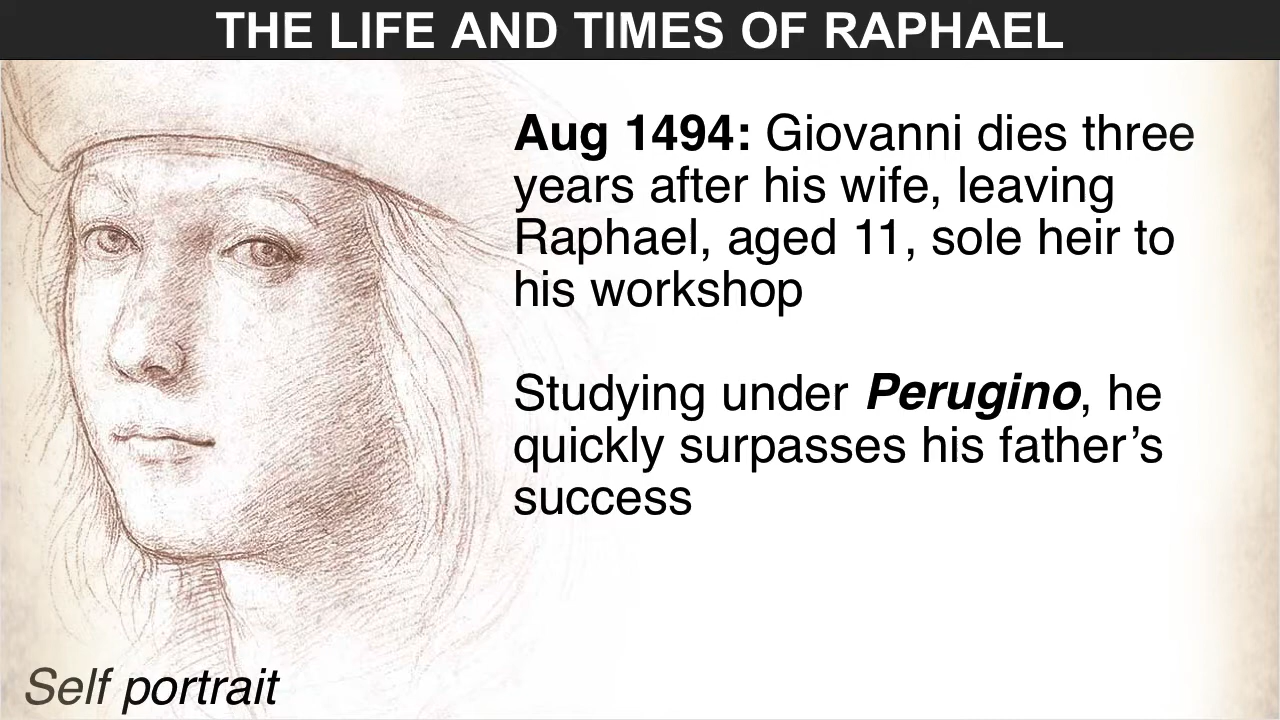 THE LIFE AND TIMES OF RAPHAEL
Aug 1494: Giovanni dies three
years after his wife, leaving
Raphael, aged 11, sole heir to
his workshop
Studying under Perugino, he
quickly surpasses his father’s
success
Self portrait